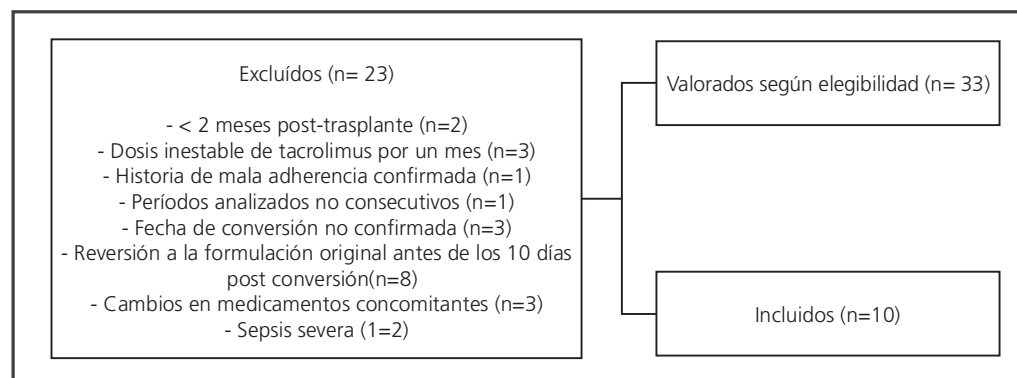 Excluídos (n= 23)
- < 2 meses post-trasplante (n=2)
- Dosis inestable de tacrolimus por un mes (n=3)
- Historia de mala adherencia confirmada (n=1)
- Períodos analizados no consecutivos (n=1)
- Fecha de conversión no confirmada (n=3)
- Reversión a la formulación original antes de los 10 días
post conversión(n=8)
- Cambios en medicamentos concomitantes (n=3)
- Sepsis severa (1=2)
Valorados según elegibilidad (n= 33)
Incluidos (n=10)